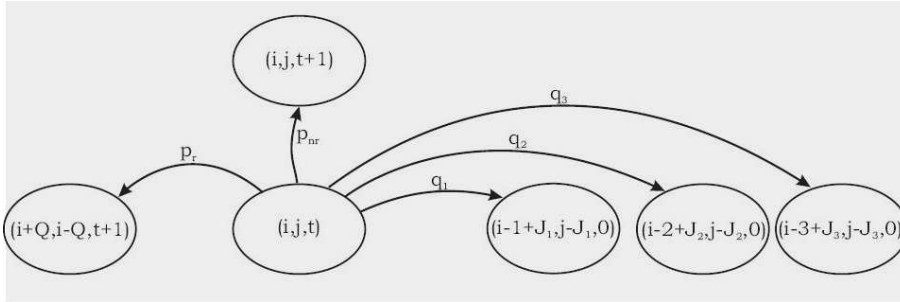 (i,j,t+1)
q₃
pₙᵣ
q₂
pᵣ
q₁
(i+Q,i-Q,t+1)
(i,j,t)
(i-1+J₁,j-J₁,0)
(i-2+J₂,j-J₂,0)
(i-3+J₃,j-J₃,0)